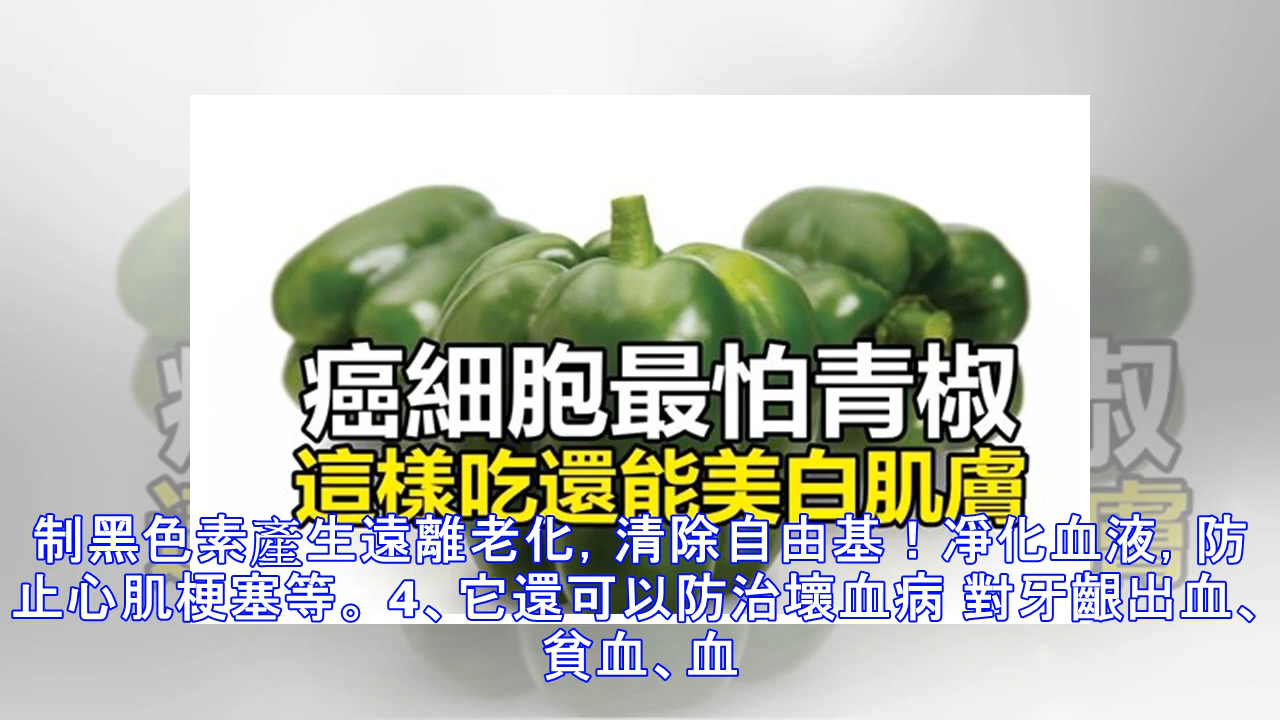 癌細胞最怕青椒
這樣吃還能美白肌膚
制黑色素產生遠離老化, 清除自由基！凈化血液, 防
止心肌梗塞等。4、它還可以防治壞血病 對牙齦出血、
貧血、血